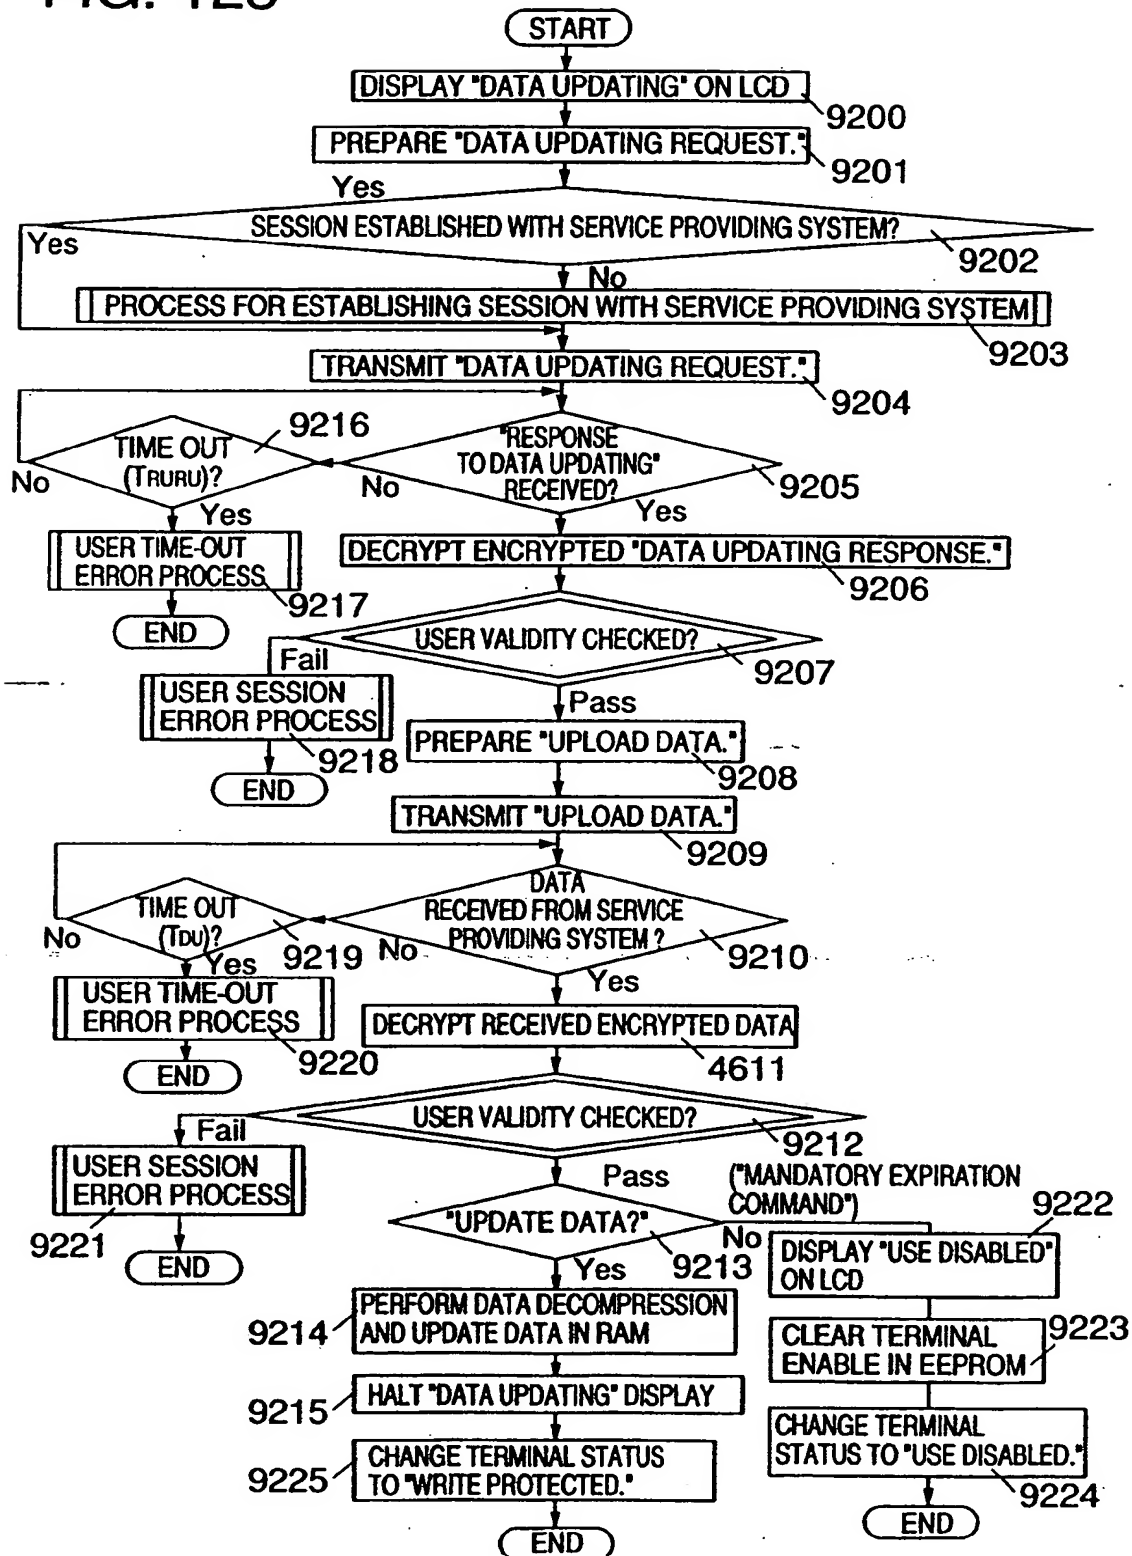 START
DISPLAY "DATA UPDATING" ON LCD
9200
PREPARE "DATA UPDATING REQUEST."
9201
Yes
SESSION ESTABLISHED WITH SERVICE PROVIDING SYSTEM?
Yes
9202
No
PROCESS FOR ESTABLISHING SESSION WITH SERVICE PROVIDING SYSTEM
9203
TRANSMIT "DATA UPDATING REQUEST."
9204
9216
TIME OUT
(TRURU)?
"RESPONSE
TO DATA UPDATING"
RECEIVED?
No
No
9205
Yes
Yes
USER TIME-OUT
ERROR PROCESS
DECRYPT ENCRYPTED "DATA UPDATING RESPONSE."
9217
9206
END
USER VALIDITY CHECKED?
9207
Fail
USER SESSION
ERROR PROCESS
Pass
9218
PREPARE "UPLOAD DATA."
9208
END
TRANSMIT "UPLOAD DATA."
9209
TIME OUT
(TDU)?
DATA
RECEIVED FROM SERVICE
PROVIDING SYSTEM ?
No
9219
No
9210
Yes
Yes
USER TIME-OUT
ERROR PROCESS
DECRYPT RECEIVED ENCRYPTED DATA
9220
4611
END
USER VALIDITY CHECKED?
9212
Fail
USER SESSION
ERROR PROCESS
9221
END
Pass
("MANDATORY EXPIRATION
COMMAND")
"UPDATE DATA?"
No
9213
9222
Yes
DISPLAY "USE DISABLED"
ON LCD
9214
PERFORM DATA DECOMPRESSION
AND UPDATE DATA IN RAM
CLEAR TERMINAL
ENABLE IN EEPROM
9223
9215
HALT "DATA UPDATING" DISPLAY
CHANGE TERMINAL
STATUS TO "USE DISABLED."
9224
9225
CHANGE TERMINAL STATUS
TO "WRITE PROTECTED."
END
END